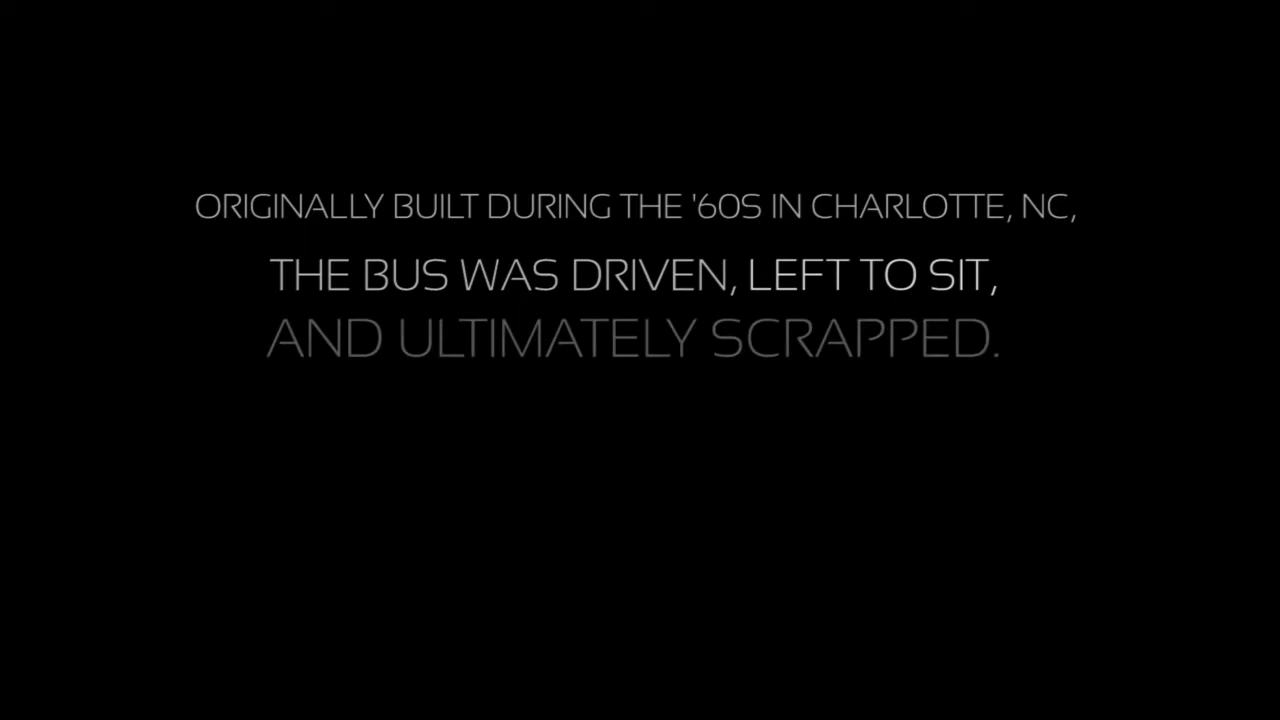 ORIGINALLY BUILT DURING THE '60S IN CHARLOTTE, NC,
THE BUS WAS DRIVEN, LEFT TO SIT,
AND ULTIMATELY SCRAPPED.